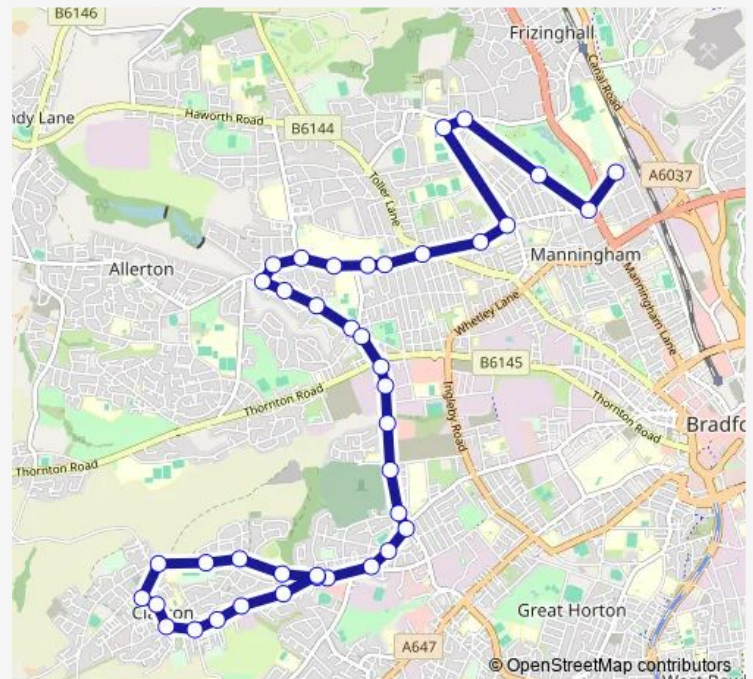 B6146
Frizinghall
Canal Road
ndy Lane
Haworth Road
B6144
Toller Lane
A6037
Allerton
Manningham
Manningham Lane
Whetley Lane
B6145
Thornton Road
Ingleby Road
Thornton Road
Bradfo
Thornton Road
Great Horton
A647
© OpenStreetMap contributors